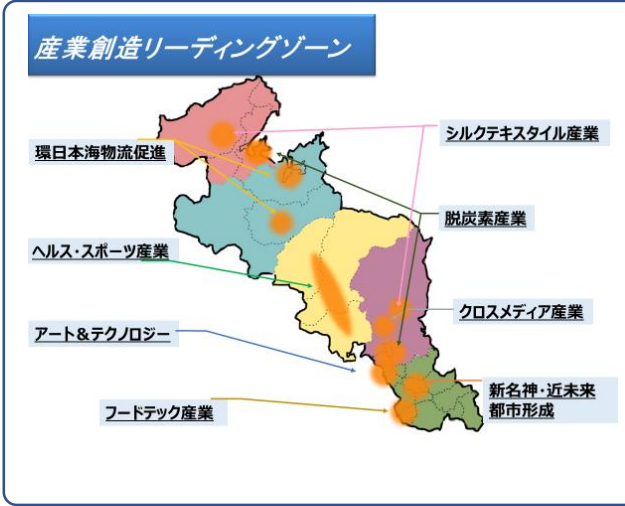 産業創造リーディングゾーン
環日本海物流促進
シルクテキスタイル産業
脱炭素産業
ヘルス・スポーツ産業
クロスメディア産業
アート＆テクノロジー
新名神・近未来
都市形成
フードテック産業